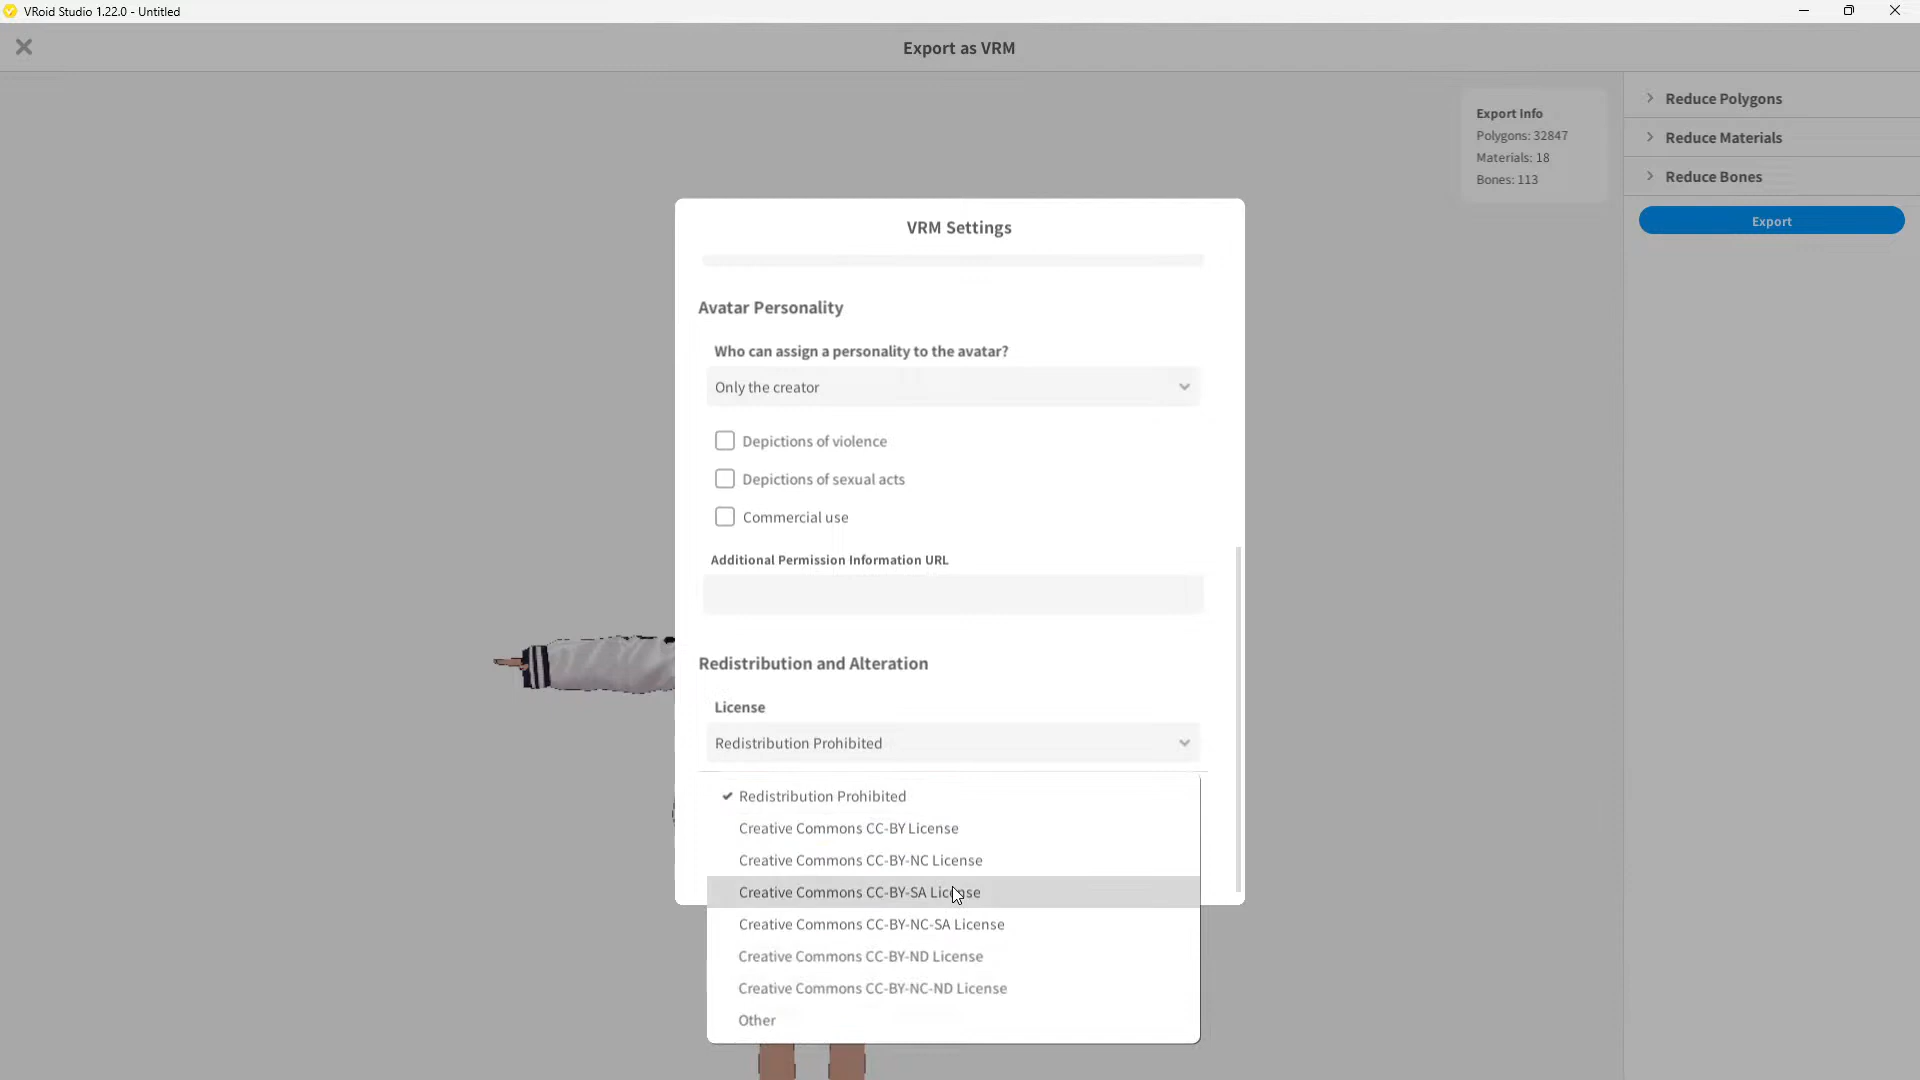 VRoid Studio 1.22.0 - Untitled
Export as VRM
Export Info
Polygons: 32847
Materials: 18
Bones: 113
Reduce Polygons
Reduce Materials
Reduce Bones
Export
VRM Settings
Avatar Personality
Who can assign a personality to the avatar?
Only the creator
Depictions of violence
Depictions of sexual acts
Commercial use
Additional Permission Information URL
Redistribution and Alteration
License
Redistribution Prohibited
Redistribution Prohibited
Creative Commons CC-BY License
Creative Commons CC-BY-NC License
Creative Commons CC-BY-SA License
Creative Commons CC-BY-NC-SA License
Creative Commons CC-BY-ND License
Creative Commons CC-BY-NC-ND License
Other